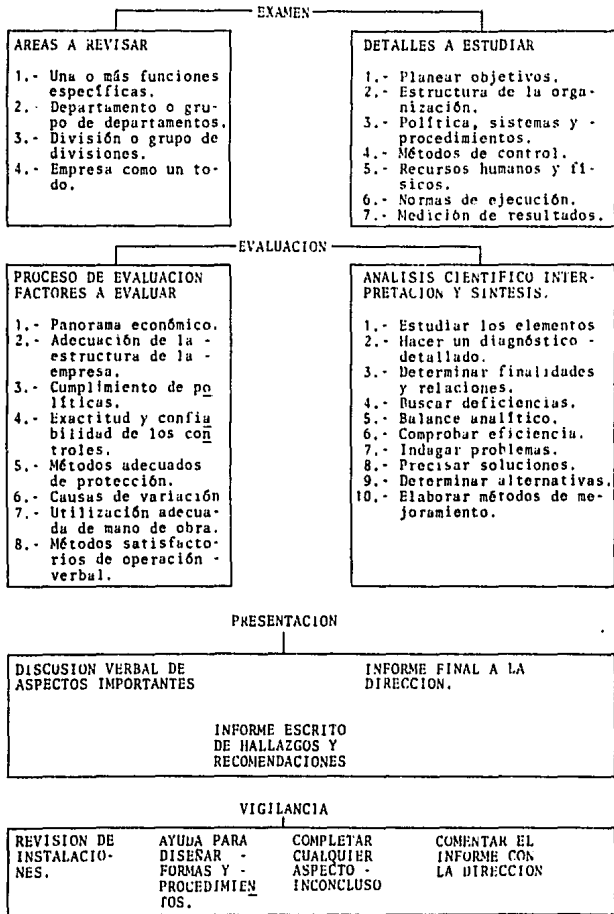 EXAMEN
AREAS A REVISAR
1.- Una o más funciones
específicas.
2.- Departamento o gru-
po de departamentos.
3.- División o grupo de
divisiones.
4.- Empresa como un to-
do.
DETALLES A ESTUDIAR
1.- Planear objetivos.
2.- Estructura de la orga-
nización.
3.- Política, sistemas y -
procedimientos.
4.- Métodos de control.
5.- Recursos humanos y fí-
sicos.
6.- Normas de ejecución.
7.- Medición de resultados.
EVALUACION
PROCESO DE EVALUACION
FACTORES A EVALUAR
1.- Panorama económico.
2.- Adecuación de la -
estructura de la -
empresa.
3.- Cumplimiento de po
líticas.
4.- Exactitud y confia
bilidad de los con
troles.
5.- Métodos adecuados
de protección.
6.- Causas de variación
7.- Utilización adecua-
da de mano de obra.
8.- Métodos satisfacto-
rios de operación -
verbal.
ANALISIS CIENTIFICO INTER-
PRETACION Y SINTESIS.
1.- Estudiar los elementos
2.- Hacer un diagnóstico -
detallado.
3.- Determinar finalidades
y relaciones.
4.- Buscar deficiencias.
5.- Balance analítico.
6.- Comprobar eficiencia.
7.- Indagar problemas.
8.- Precisar soluciones.
9.- Determinar alternativas.
10.- Elaborar métodos de me-
joramiento.
PRESENTACION
DISCUSION VERBAL DE
ASPECTOS IMPORTANTES
INFORME FINAL A LA
DIRECCION.
INFORME ESCRITO
DE HALLAZGOS Y
RECOMENDACIONES
VIGILANCIA
REVISION DE
INSTALACIO-
NES.
AYUDA PARA
DISEÑAR -
FORMAS Y -
PROCEDIMIEN
TOS.
COMPLETAR
CUALQUIER
ASPECTO -
INCONCLUSO
COMENTAR EL
INFORME CON
LA DIRECCION